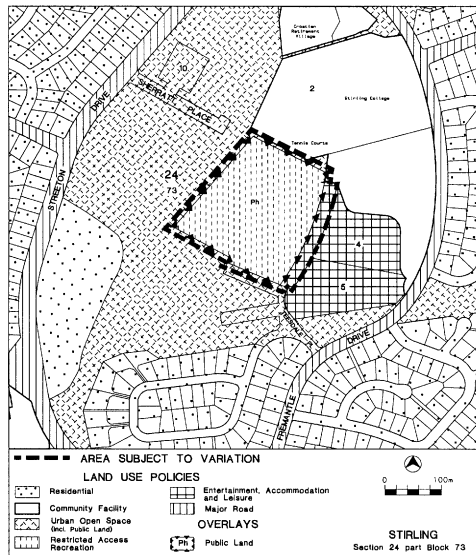 Croatian
Retirement
Village
10
SHERRATT PLACE
2
Stirling College
DRIVE
Tennis Courts
24
73
Ph
STREETON
4
5
DRIVE
FREMANTLE
AREA SUBJECT TO VARIATION
LAND USE POLICIES
Residential
Community Facility
Urban Open Space
(incl. Public Land)
Restricted Access
Recreation
Entertainment, Accommodation
and Leisure
Major Road
OVERLAYS
Ph
Public Land
0 100m
STIRLING
Section 24 part Block 73